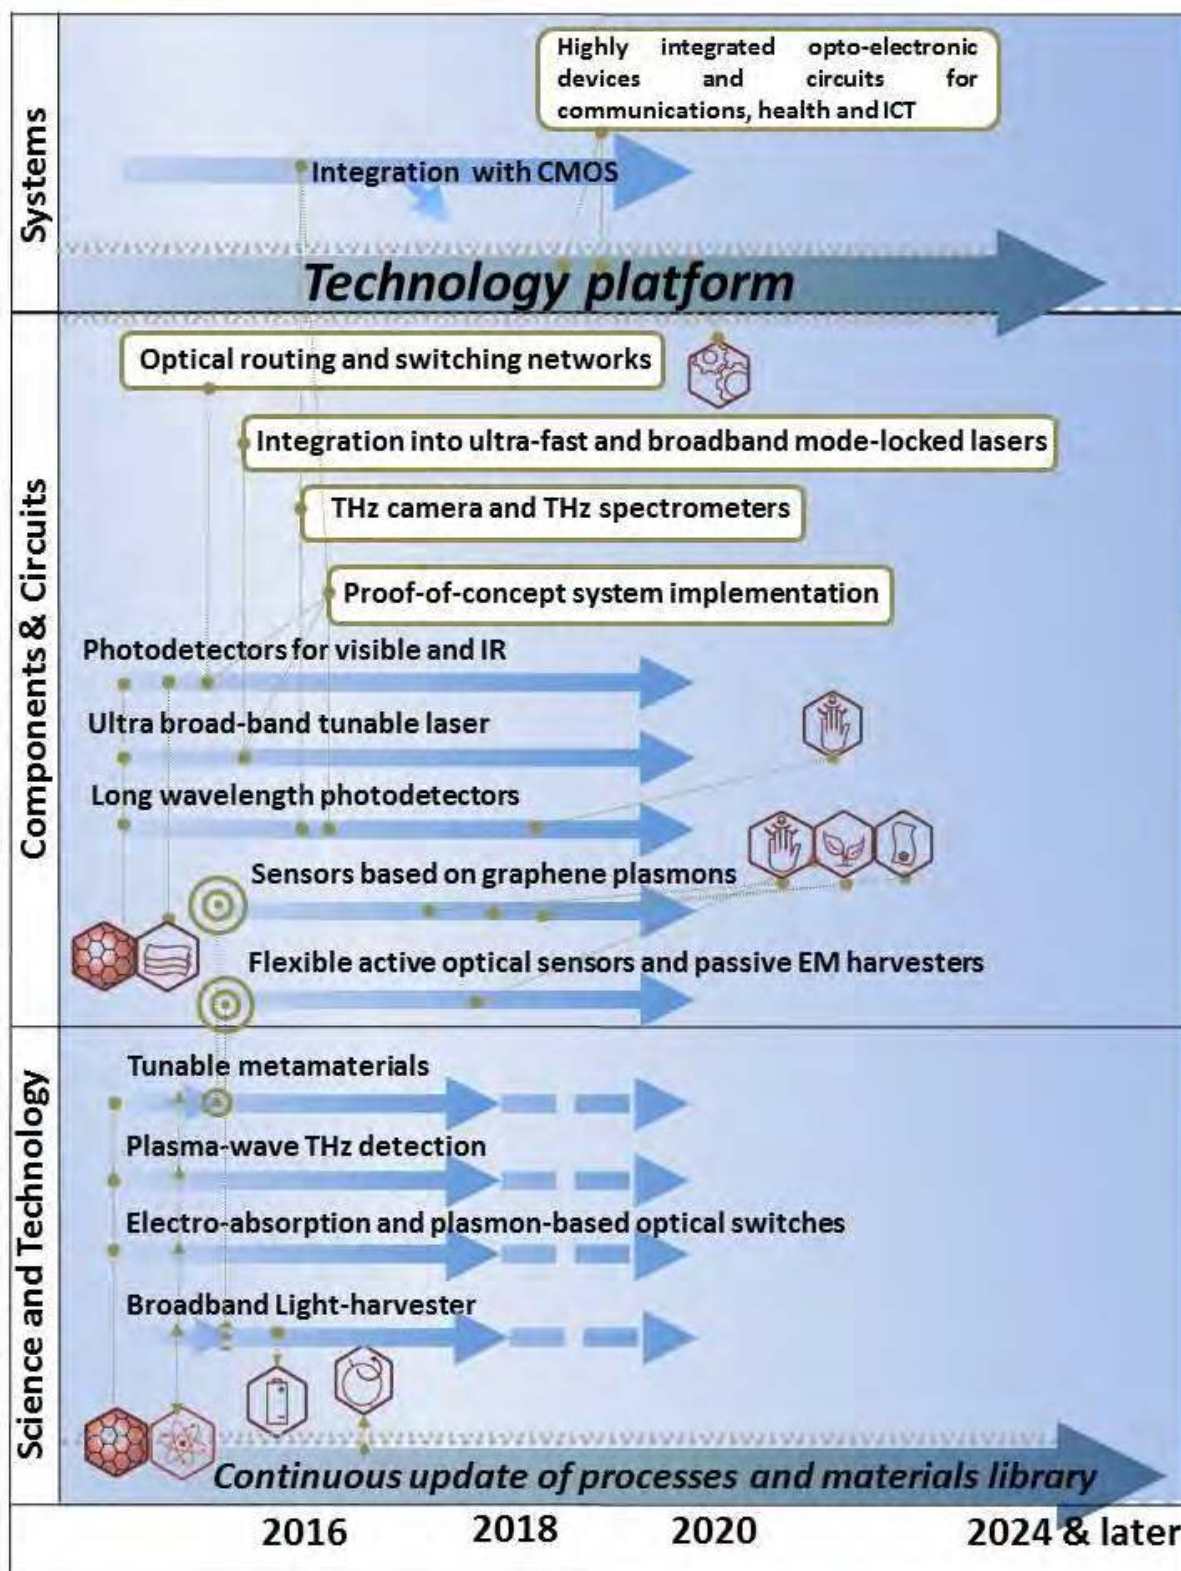 Systems
Highly integrated opto-electronic
devices and circuits for
communications, health and ICT
Integration with CMOS
Technology platform
Components & Circuits
Optical routing and switching networks
Integration into ultra-fast and broadband mode-locked lasers
THz camera and THz spectrometers
Proof-of-concept system implementation
Photodetectors for visible and IR
Ultra broad-band tunable laser
Long wavelength photodetectors
Sensors based on graphene plasmons
Flexible active optical sensors and passive EM harvesters
Science and Technology
Tunable metamaterials
Plasma-wave THz detection
Electro-absorption and plasmon-based optical switches
Broadband Light-harvester
Continuous update of processes and materials library
2016 2018 2020 2024 & later